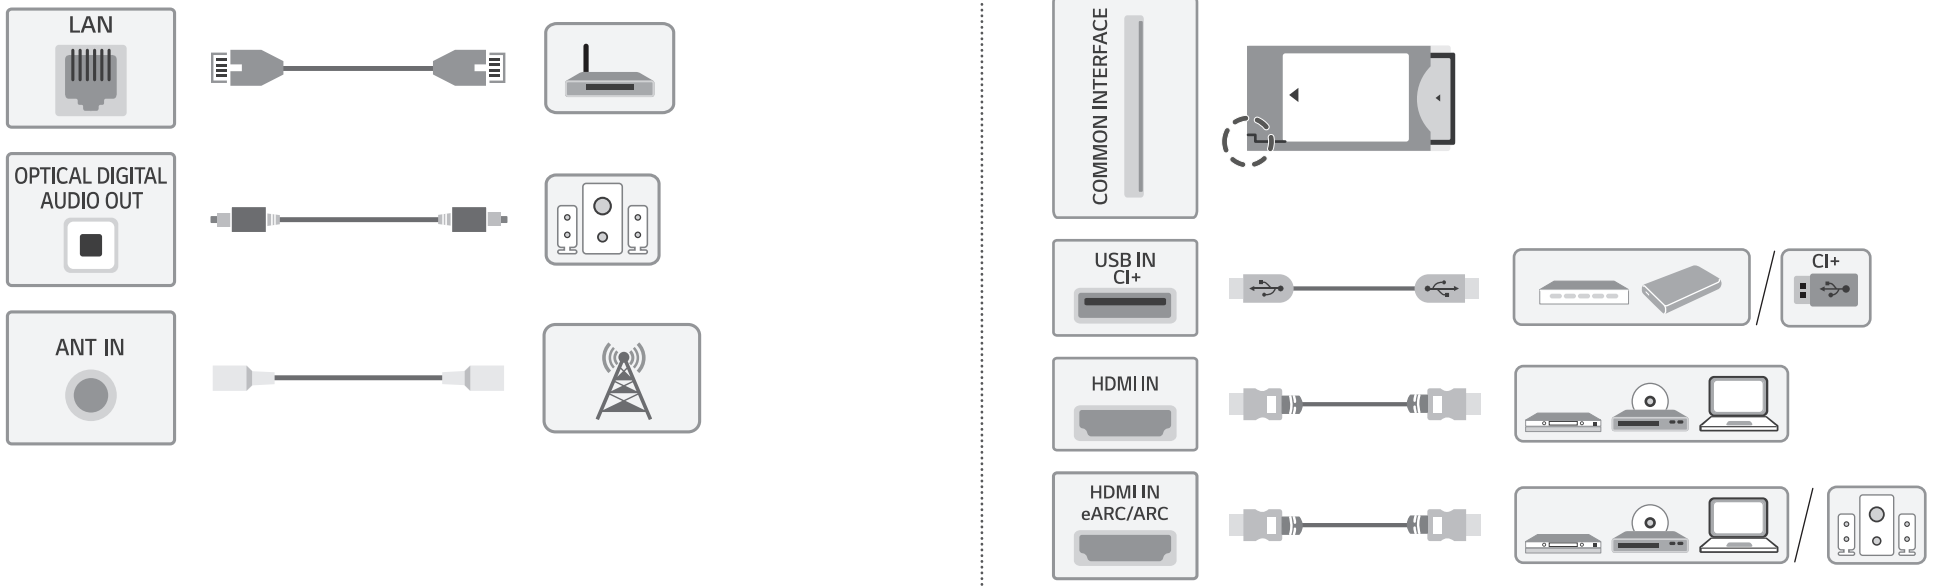 LAN
OPTICAL DIGITAL
AUDIO OUT
ANT IN
COMMON INTERFACE
USB IN
CI+
CI+
HDMI IN
HDMI IN
eARC/ARC